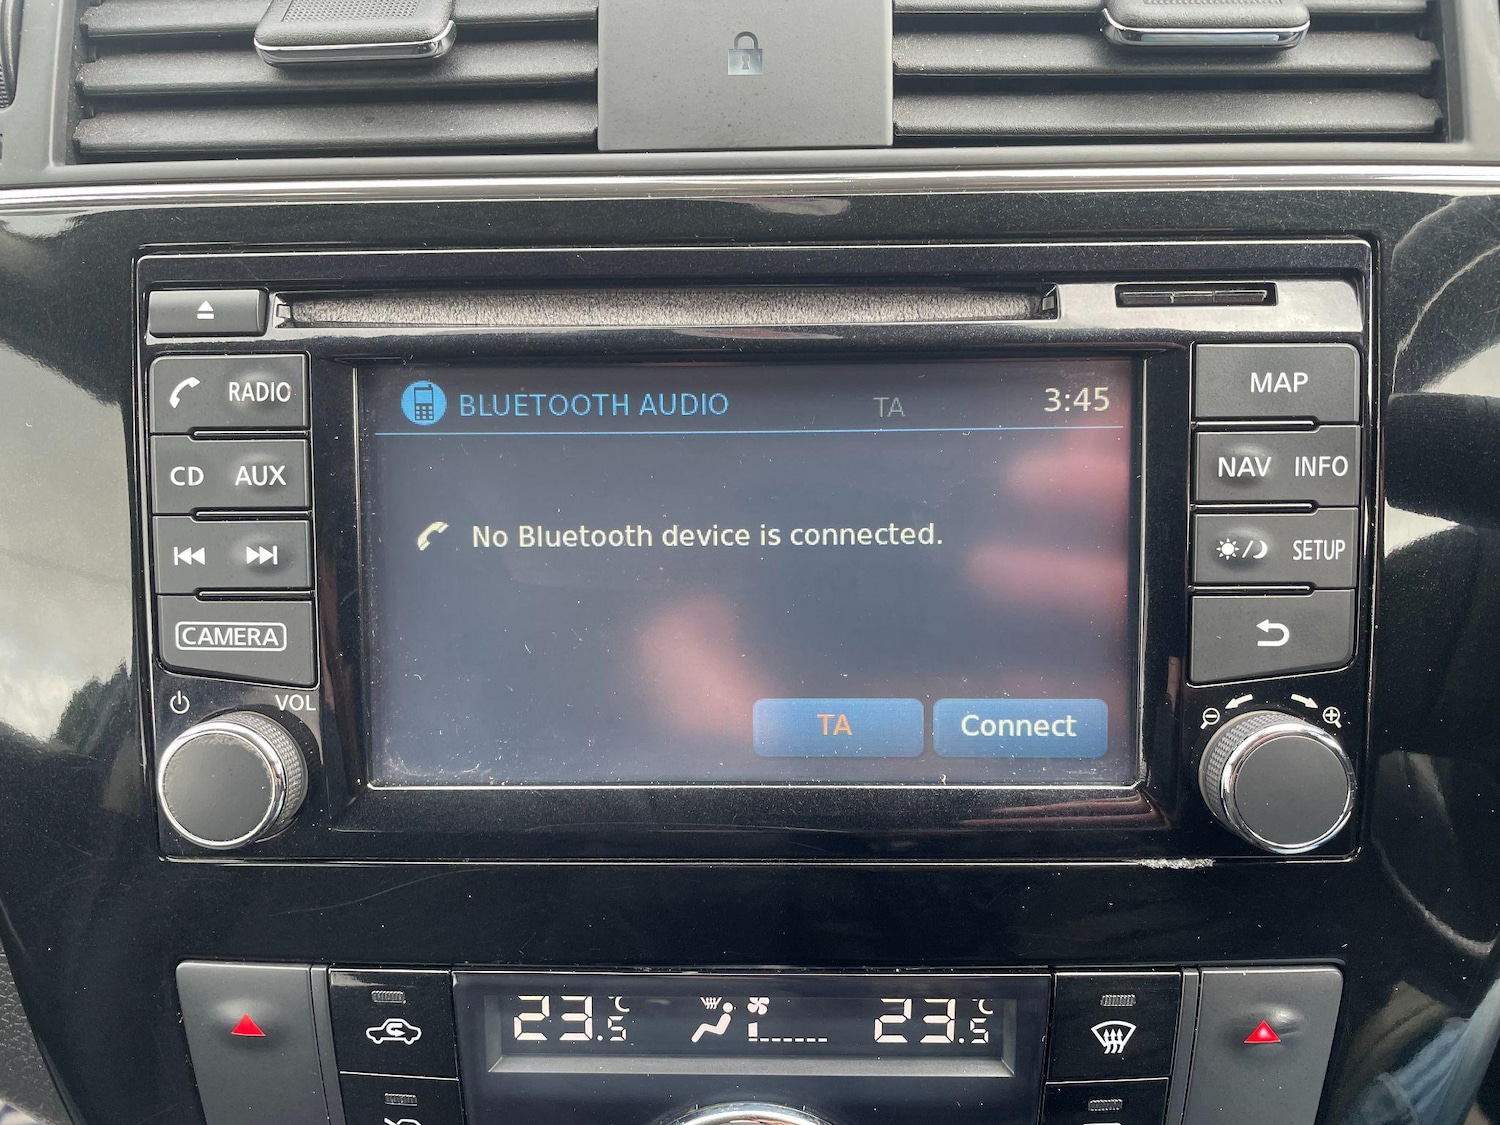 BLUETOOTH AUDIO TA 3:45
No Bluetooth device is connected.
TA Connect
RADIO
CD AUX
CAMERA
VOL
MAP
NAV INFO
SETUP
23.5°C 23.5°C